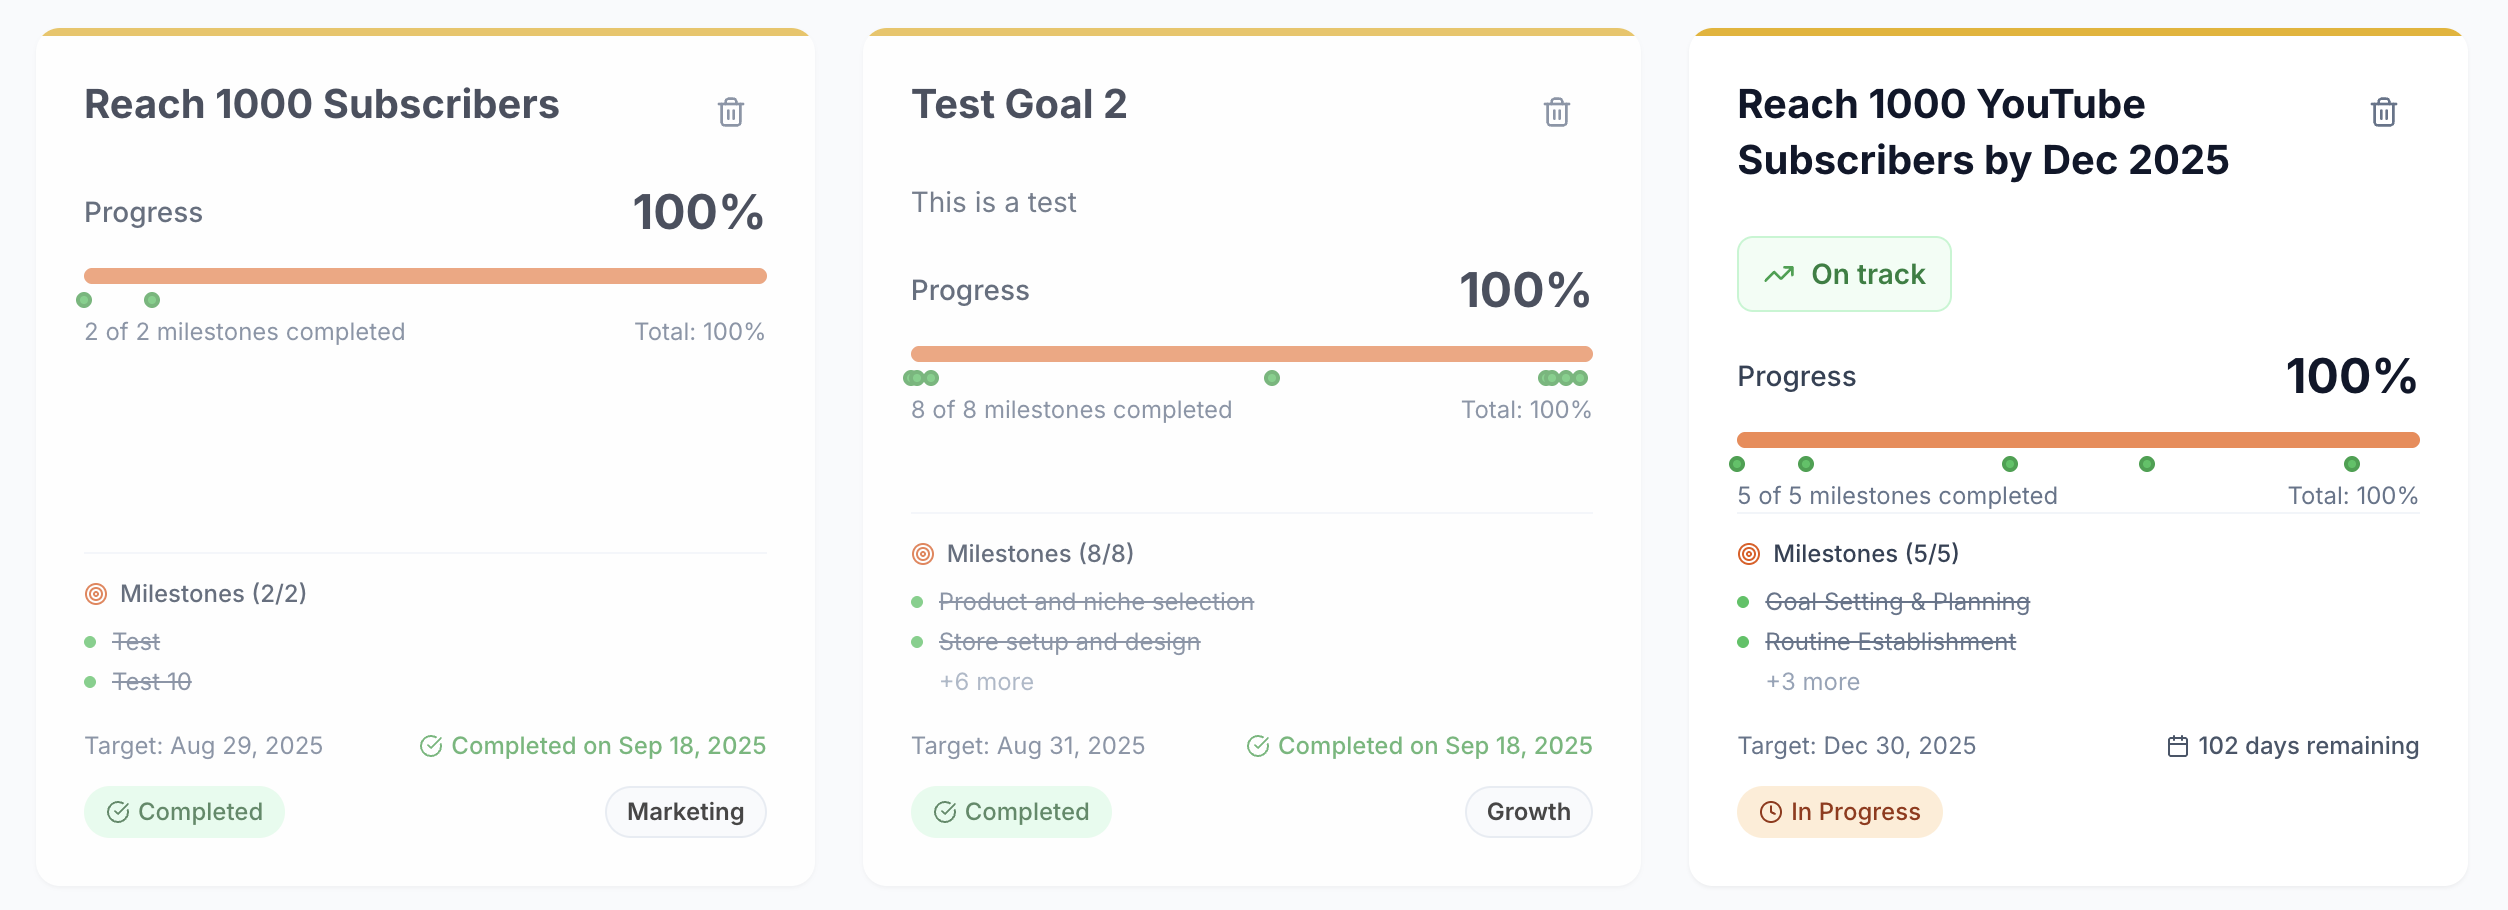 Reach 1000 Subscribers
Progress
100%
2 of 2 milestones completed
Total: 100%
Milestones (2/2)
Test
Test 10
Target: Aug 29, 2025
Completed on Sep 18, 2025
Completed
Marketing
Test Goal 2
This is a test
Progress
100%
8 of 8 milestones completed
Total: 100%
Milestones (8/8)
Product and niche selection
Store setup and design
+6 more
Target: Aug 31, 2025
Completed on Sep 18, 2025
Completed
Growth
Reach 1000 YouTube
Subscribers by Dec 2025
On track
Progress
100%
5 of 5 milestones completed
Total: 100%
Milestones (5/5)
Goal Setting & Planning
Routine Establishment
+3 more
Target: Dec 30, 2025
102 days remaining
In Progress